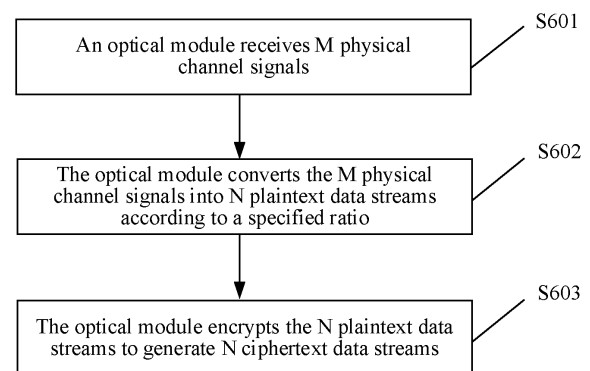 S601
An optical module receives M physical
channel signals
S602
The optical module converts the M physical
channel signals into N plaintext data streams
according to a specified ratio
S603
The optical module encrypts the N plaintext data
streams to generate N ciphertext data streams